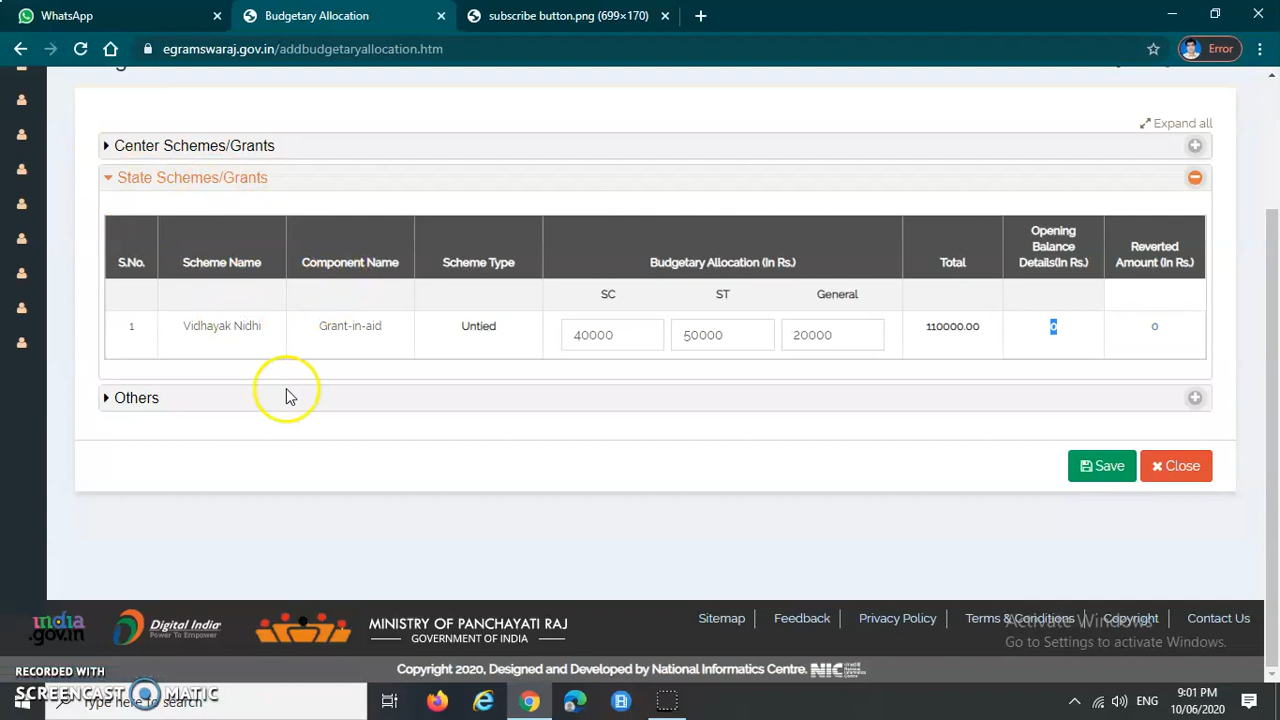 WhatsApp
Budgetary Allocation
subscribe button.png (699×170)
egramswaraj.gov.in/addbudgetaryallocation.htm
Error
Expand all
Center Schemes/Grants
State Schemes/Grants
S.No.
Scheme Name
Component Name
Scheme Type
Budgetary Allocation (In Rs.)
Total
Opening Balance Details(In Rs.)
Reverted Amount (In Rs.)
SC
ST
General
1
Vidhayak Nidhi
Grant-in-aid
Untied
40000
50000
20000
110000.00
0
0
Others
Save
Close
india.gov.in
Digital India
Power To Empower
MINISTRY OF PANCHAYATI RAJ
GOVERNMENT OF INDIA
Sitemap
Feedback
Privacy Policy
Terms & Conditions
Copyright
Contact Us
Activate Windows
Go to Settings to activate Windows.
Copyright 2020, Designed and Developed by National Informatics Centre.
NIC
RECORDED WITH
SCREENCAST MATIC
Type here to search
ENG
9:01 PM
10/06/2020